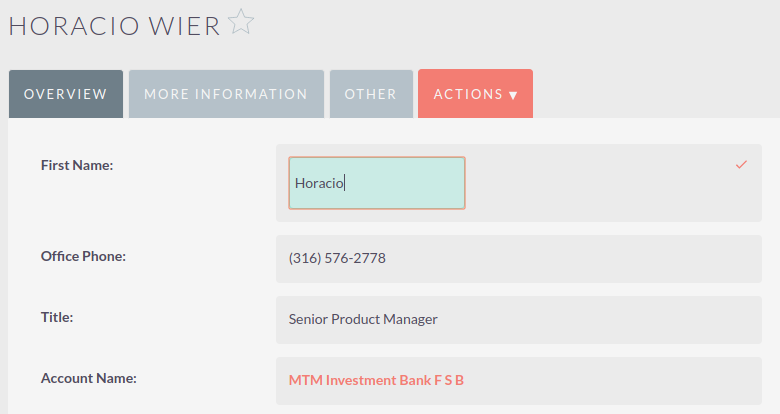 HORACIO WIER
OVERVIEW MORE INFORMATION OTHER ACTIONS ▼
First Name: Horacio
Office Phone: (316) 576-2778
Title: Senior Product Manager
Account Name: MTM Investment Bank F S B